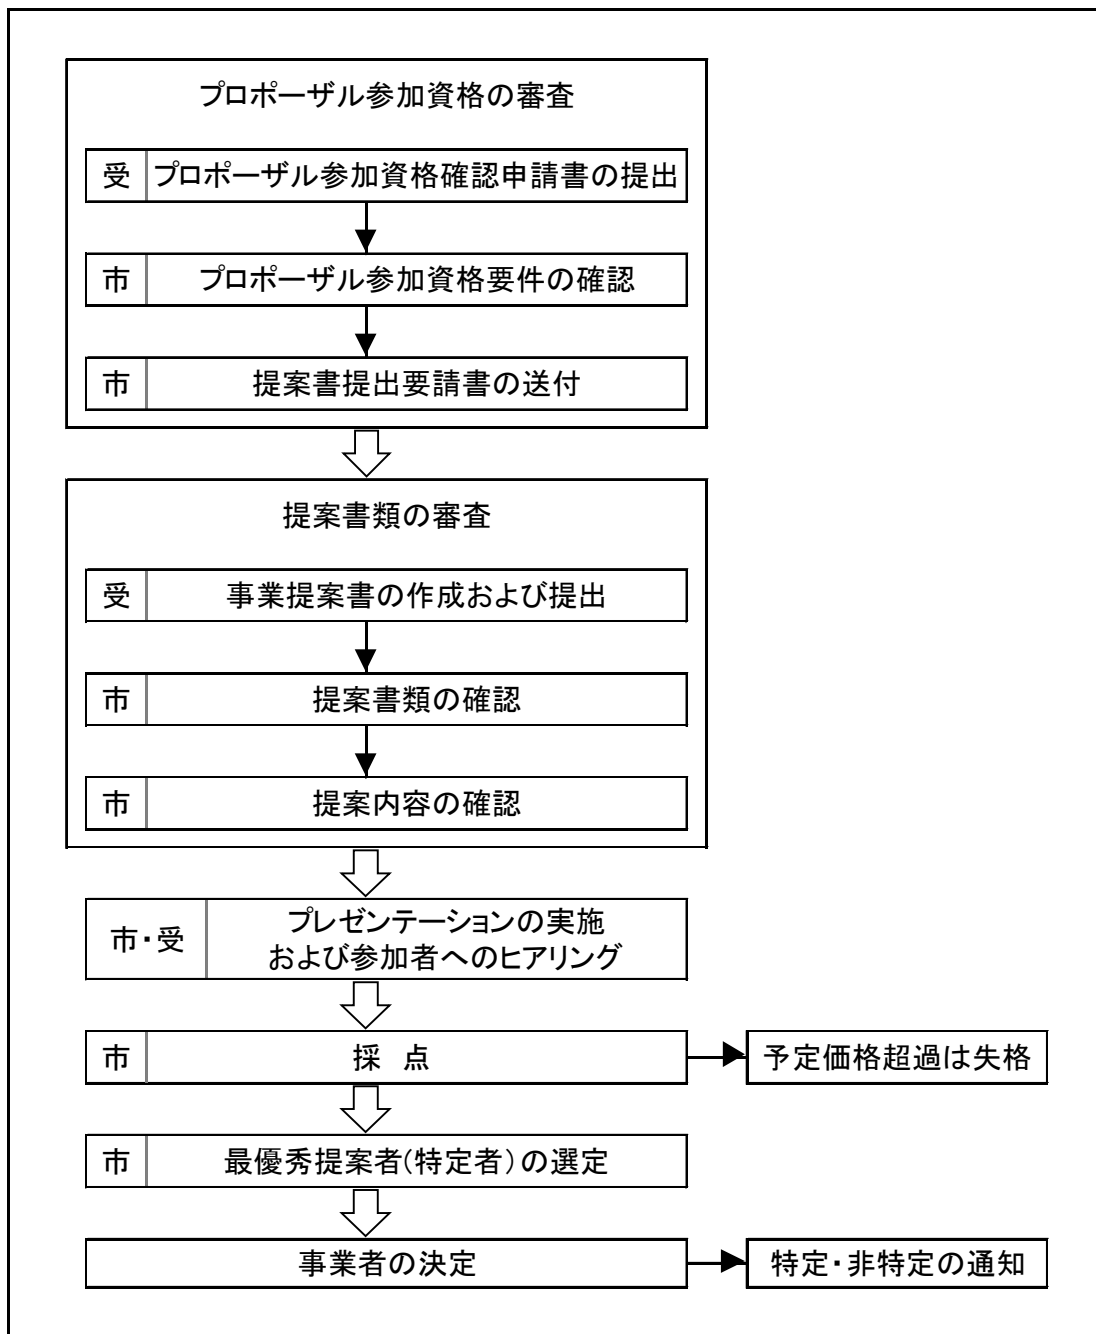 プロポーザル参加資格の審査
受 プロポーザル参加資格確認申請書の提出
市 プロポーザル参加資格要件の確認
市 提案書提出要請書の送付
提案書類の審査
受 事業提案書の作成および提出
市 提案書類の確認
市 提案内容の確認
市・受 プレゼンテーションの実施
および参加者へのヒアリング
市 採 点 予定価格超過は失格
市 最優秀提案者(特定者)の選定
事業者の決定 特定・非特定の通知